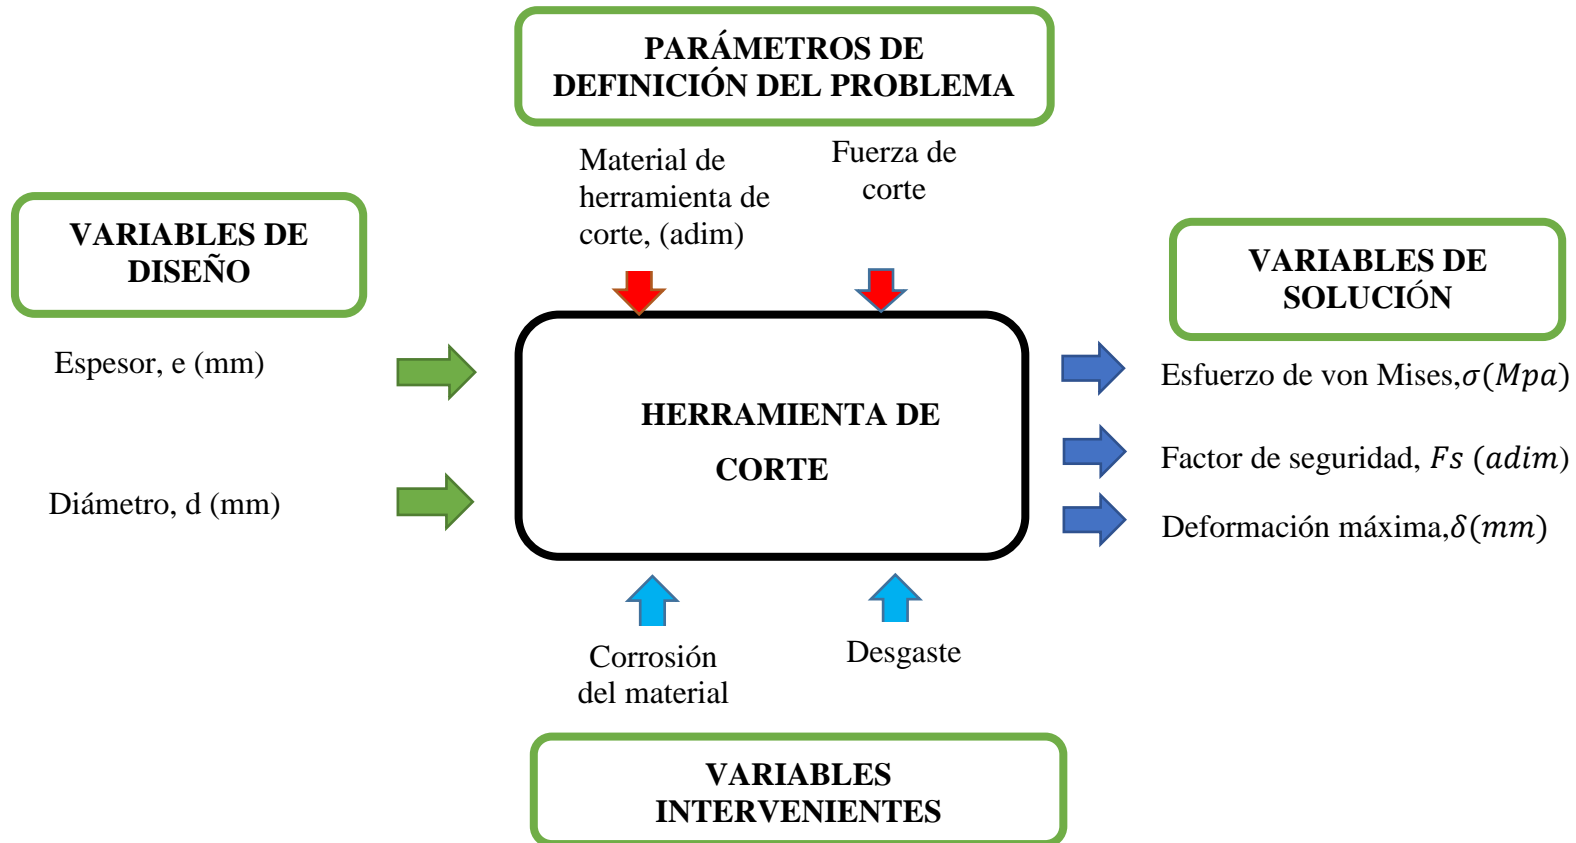 PARÁMETROS DE
DEFINICIÓN DEL PROBLEMA
Material de
herramienta de
corte, (adim)
Fuerza de
corte
VARIABLES DE
DISEÑO
Espesor, e (mm)
Diámetro, d (mm)
HERRAMIENTA DE
CORTE
VARIABLES DE
SOLUCIÓN
Esfuerzo de von Mises,σ(Mpa)
Factor de seguridad, Fs (adim)
Deformación máxima,δ(mm)
Corrosión
del material
Desgaste
VARIABLES
INTERVENIENTES